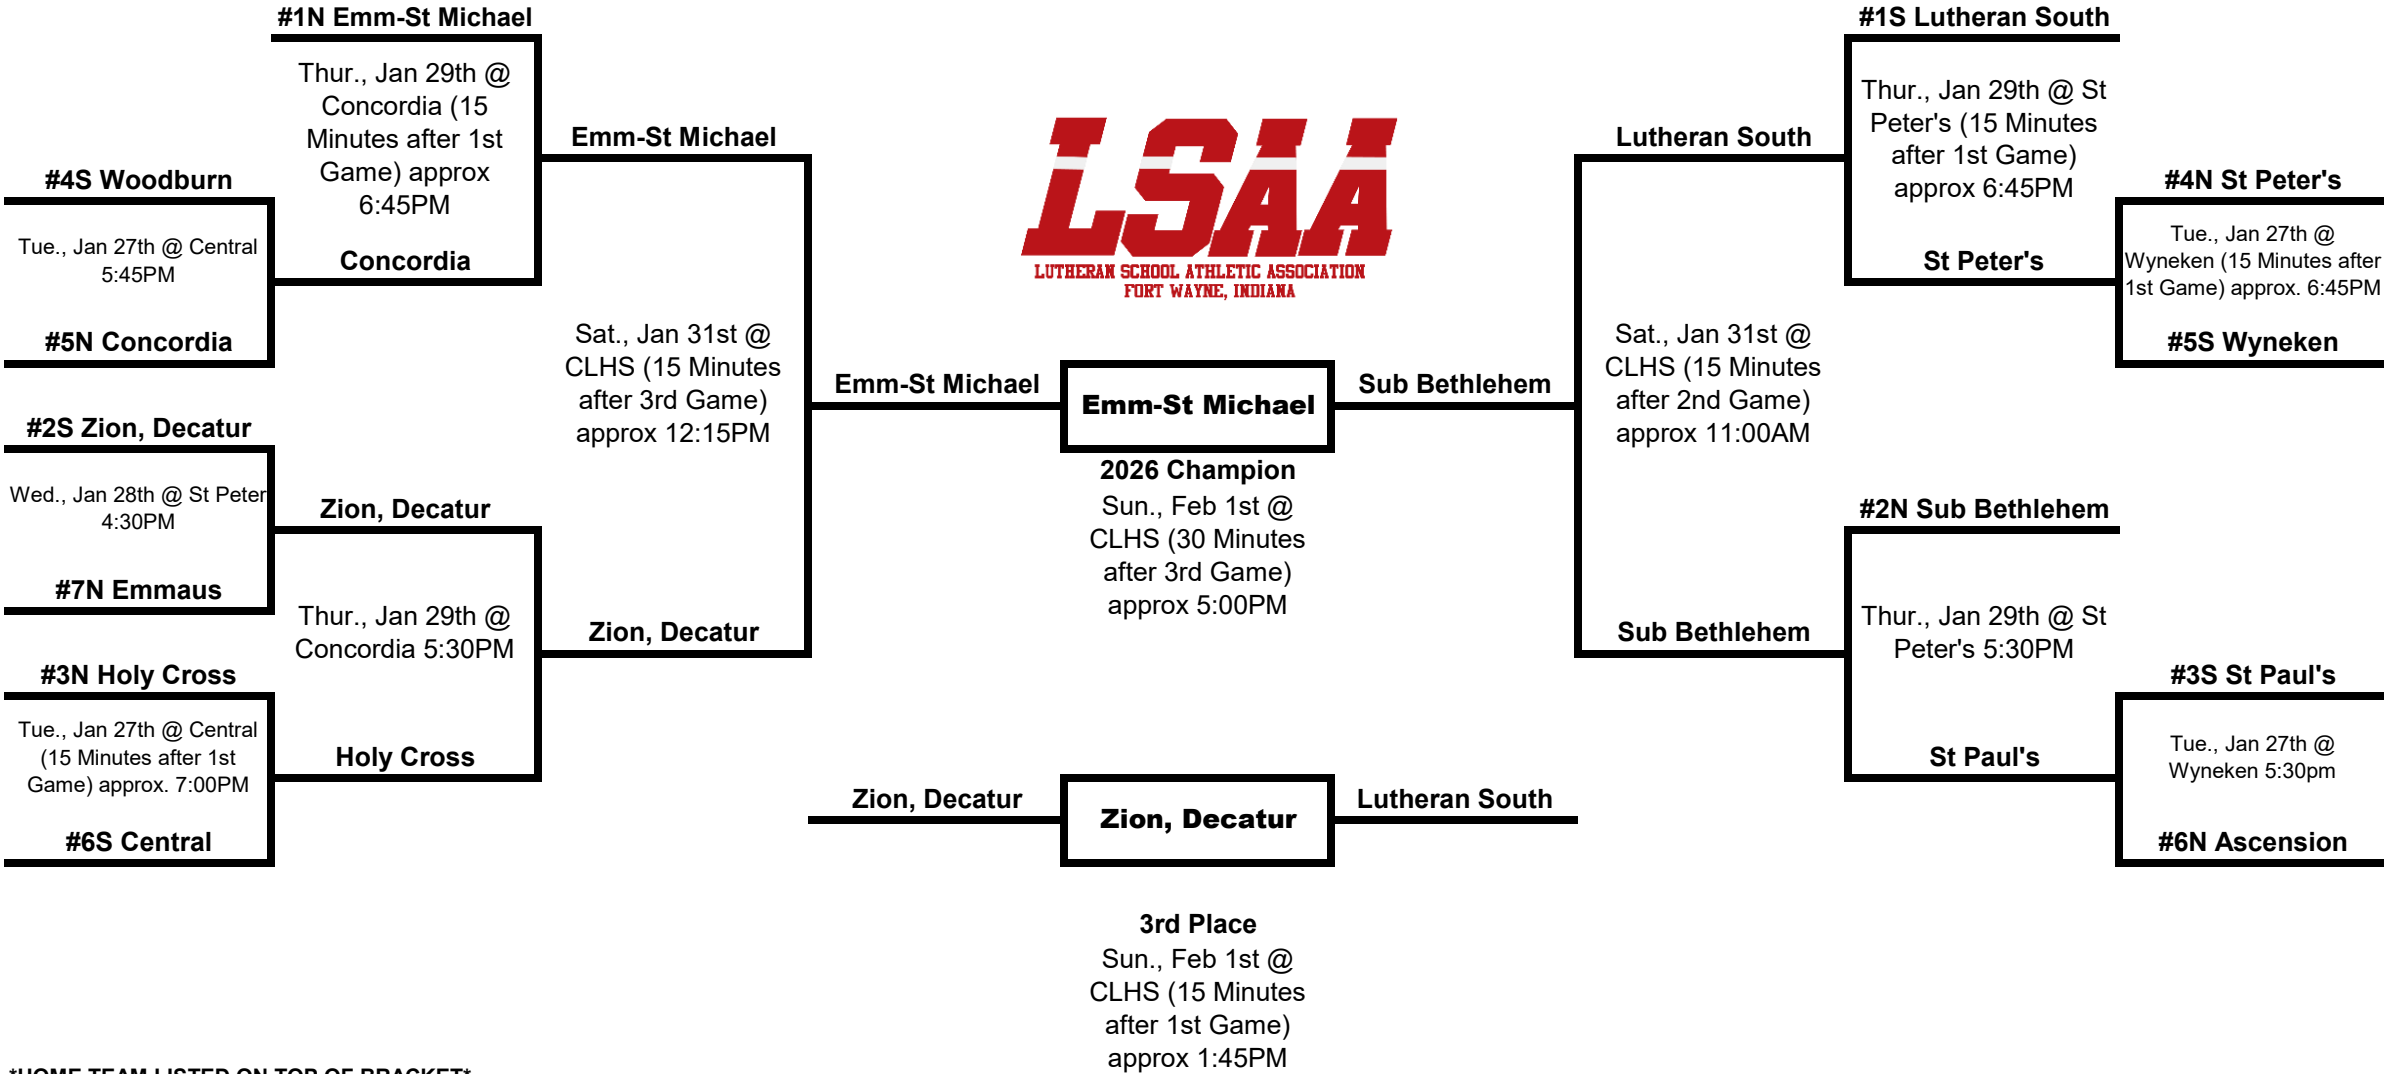 #1N Emm-St Michael
Thur., Jan 29th @
Concordia (15
Minutes after 1st
Game) approx
6:45PM
Concordia
#4S Woodburn
Tue., Jan 27th @ Central
5:45PM
#5N Concordia
#2S Zion, Decatur
Wed., Jan 28th @ St Peter
4:30PM
#7N Emmaus
Zion, Decatur
Thur., Jan 29th @
Concordia 5:30PM
#3N Holy Cross
Tue., Jan 27th @ Central
(15 Minutes after 1st
Game) approx. 7:00PM
#6S Central
Holy Cross
Emm-St Michael
Sat., Jan 31st @
CLHS (15 Minutes
after 3rd Game)
approx 12:15PM
Zion, Decatur
LSAA
LUTHERAN SCHOOL ATHLETIC ASSOCIATION
FORT WAYNE, INDIANA
Emm-St Michael
Emm-St Michael
Sub Bethlehem
2026 Champion
Sun., Feb 1st @
CLHS (30 Minutes
after 3rd Game)
approx 5:00PM
Zion, Decatur
Zion, Decatur
Lutheran South
3rd Place
Sun., Feb 1st @
CLHS (15 Minutes
after 1st Game)
approx 1:45PM
Lutheran South
Sat., Jan 31st @
CLHS (15 Minutes
after 2nd Game)
approx 11:00AM
Sub Bethlehem
#1S Lutheran South
Thur., Jan 29th @ St
Peter's (15 Minutes
after 1st Game)
approx 6:45PM
St Peter's
#4N St Peter's
Tue., Jan 27th @
Wyneken (15 Minutes after
1st Game) approx. 6:45PM
#5S Wyneken
#2N Sub Bethlehem
Thur., Jan 29th @ St
Peter's 5:30PM
St Paul's
#3S St Paul's
Tue., Jan 27th @
Wyneken 5:30pm
#6N Ascension
*HOME TEAM LISTED ON TOP OF BRACKET*